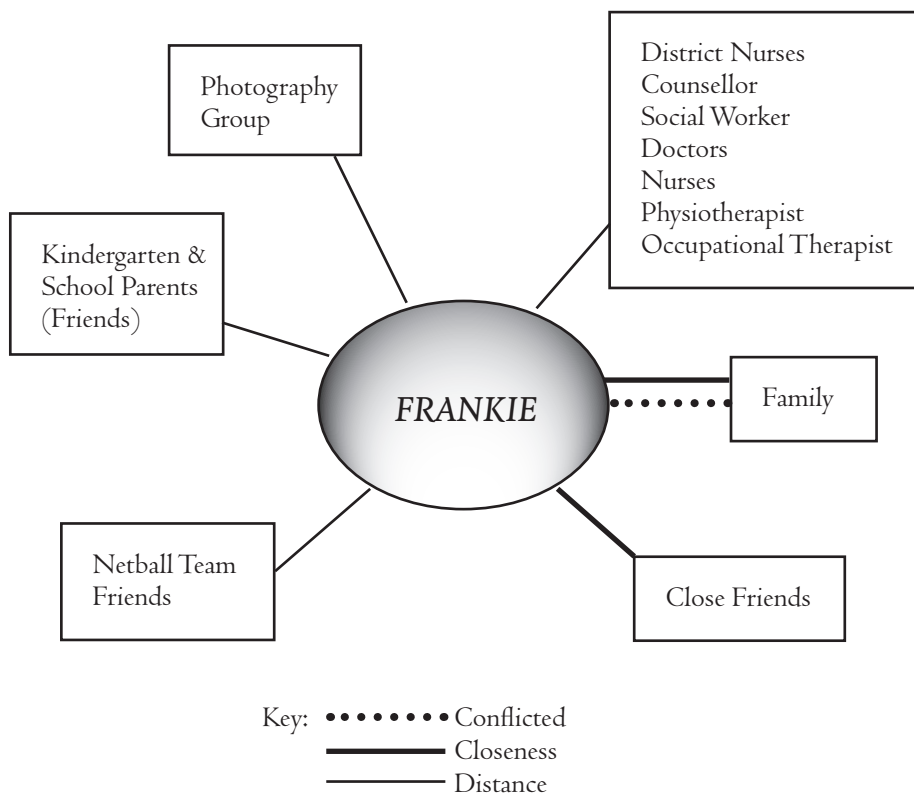 Photography
Group
District Nurses
Counsellor
Social Worker
Doctors
Nurses
Physiotherapist
Occupational Therapist
Kindergarten &
School Parents
(Friends)
FRANKIE
Family
Netball Team
Friends
Close Friends
Key: Conflicted
Closeness
Distance